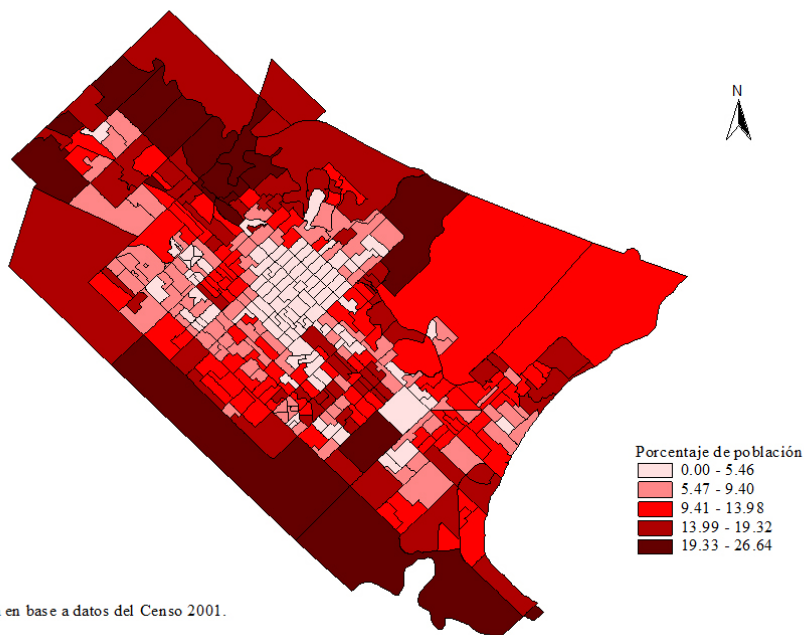 N
Porcentaje de población
0.00 - 5.46
5.47 - 9.40
9.41 - 13.98
13.99 - 19.32
19.33 - 26.64
en base a datos del Censo 2001.